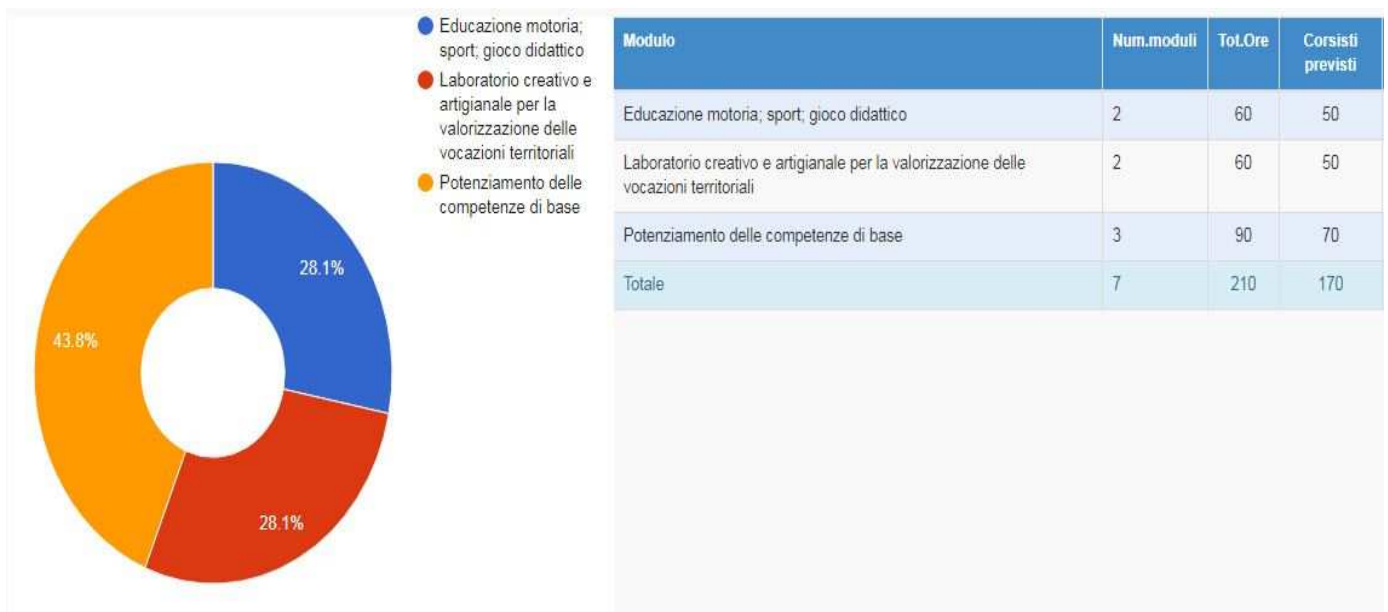 Educazione motoria;
sport; gioco didattico
Laboratorio creativo e
artigianale per la
valorizzazione delle
vocazioni territoriali
Potenziamento delle
competenze di base
28.1%
43.8%
28.1%
Modulo Num.moduli Tot.Ore Corsisti
previsti
Educazione motoria; sport; gioco didattico 2 60 50
Laboratorio creativo e artigianale per la valorizzazione delle 2 60 50
vocazioni territoriali
Potenziamento delle competenze di base 3 90 70
Totale 7 210 170